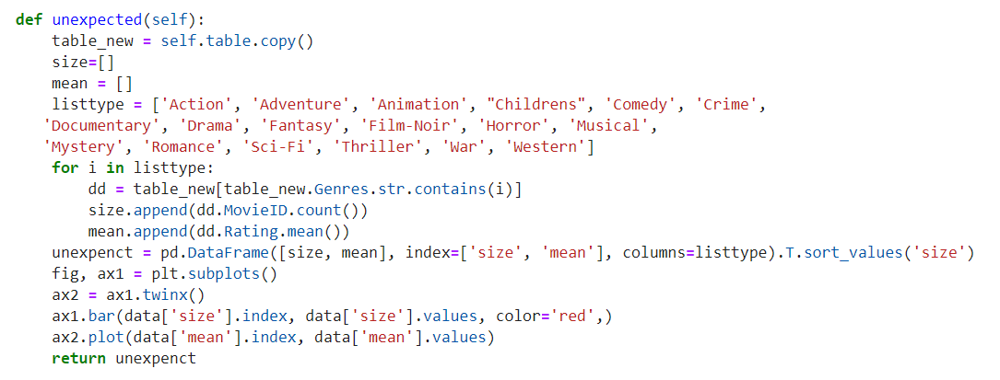 def unexpected(self):
    table_new = self.table.copy()
    size=[]
    mean = []
    listtype = ['Action', 'Adventure', 'Animation', "Childrens", 'Comedy', 'Crime',
   'Documentary', 'Drama', 'Fantasy', 'Film-Noir', 'Horror', 'Musical',
   'Mystery', 'Romance', 'Sci-Fi', 'Thriller', 'War', 'Western']
    for i in listtype:
        dd = table_new[table_new.Genres.str.contains(i)]
        size.append(dd.MovieID.count())
        mean.append(dd.Rating.mean())
    unexpenct = pd.DataFrame([size, mean], index=['size', 'mean'], columns=listtype).T.sort_values('size')
    fig, ax1 = plt.subplots()
    ax2 = ax1.twinx()
    ax1.bar(data['size'].index, data['size'].values, color='red',)
    ax2.plot(data['mean'].index, data['mean'].values)
    return unexpenct